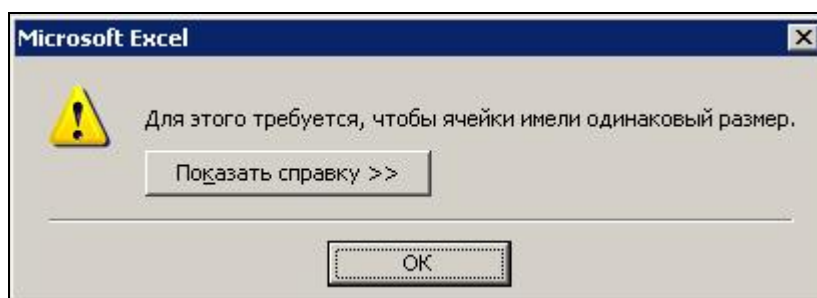 Microsoft Excel
Для этого требуется, чтобы ячейки имели одинаковый размер.
Показать справку >>
OK